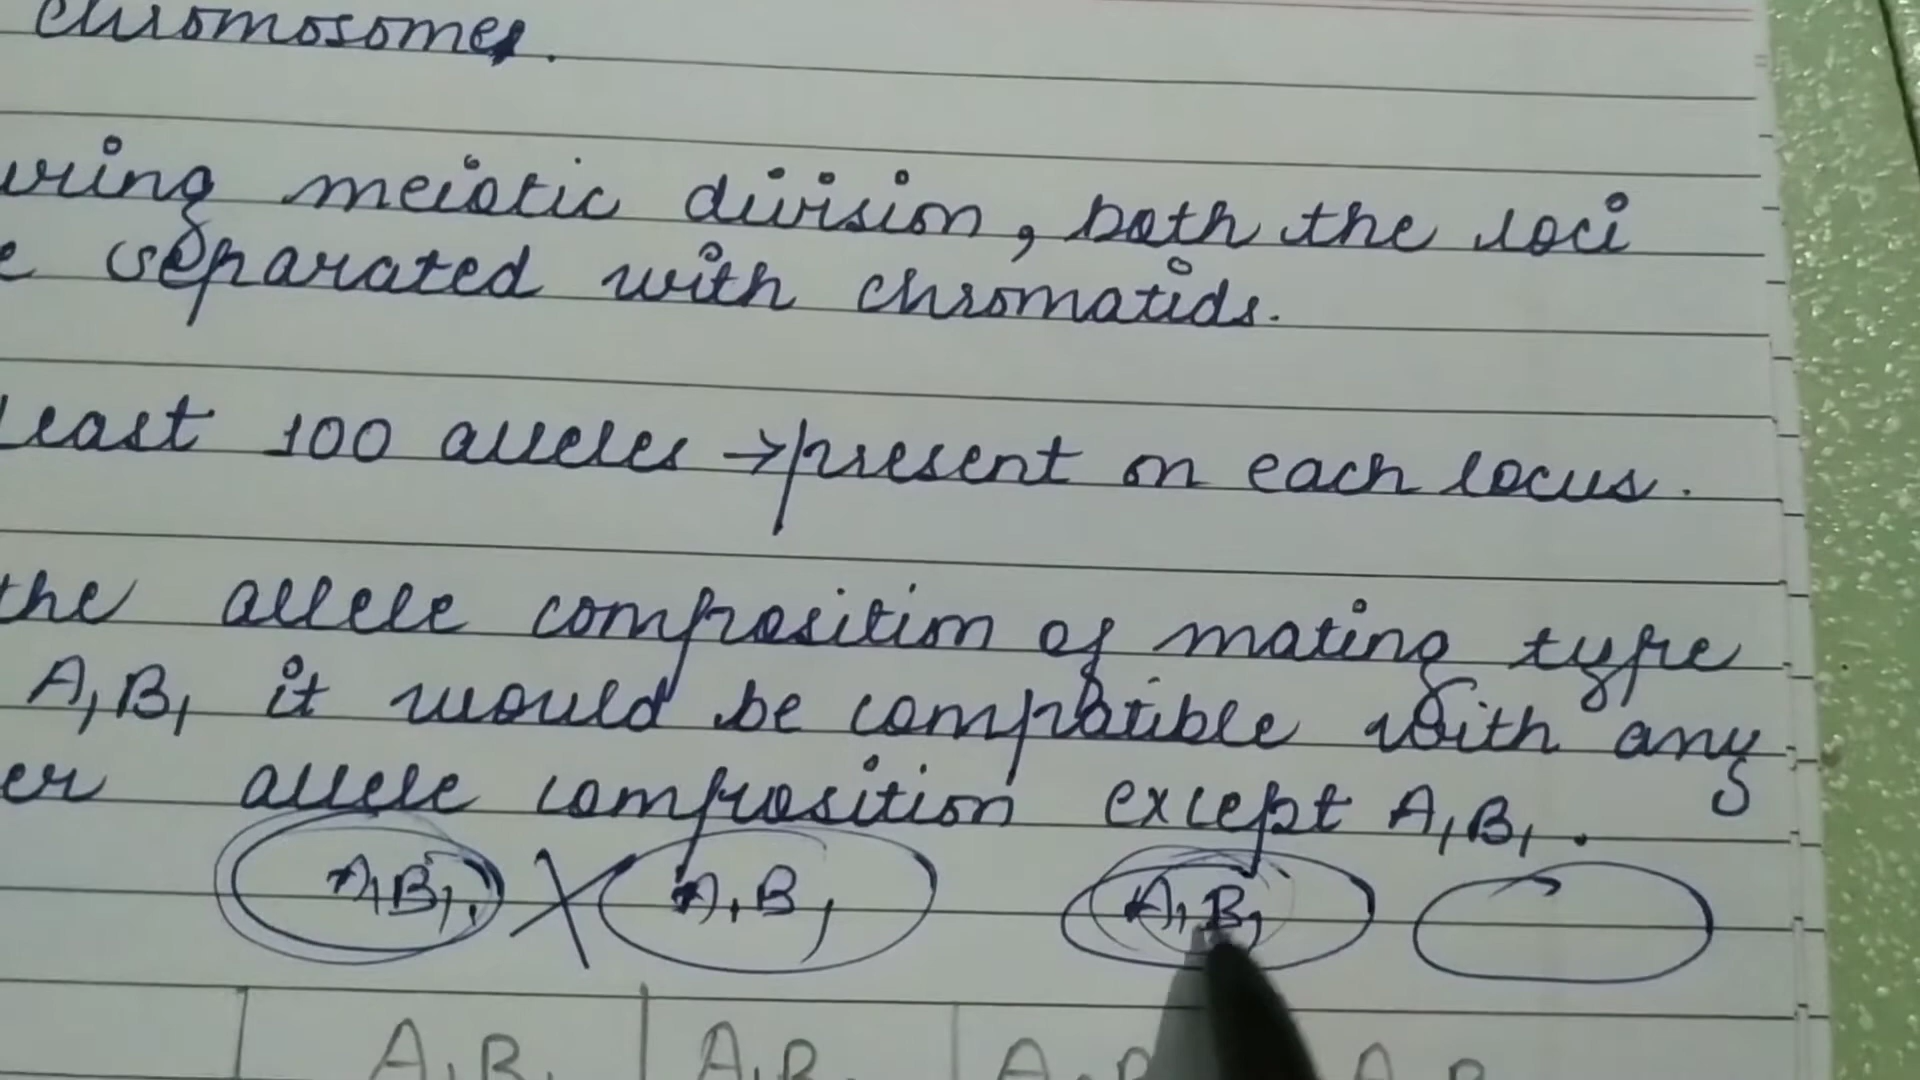 chromosomes.
uring meiotic division, both the loci
e separated with chromatids.
least 100 alleles → present on each locus.
the allele composition of mating type
A1B1 it would be compatible with any
er allele composition except A1B1.
A1B1 A1B1 A1B1